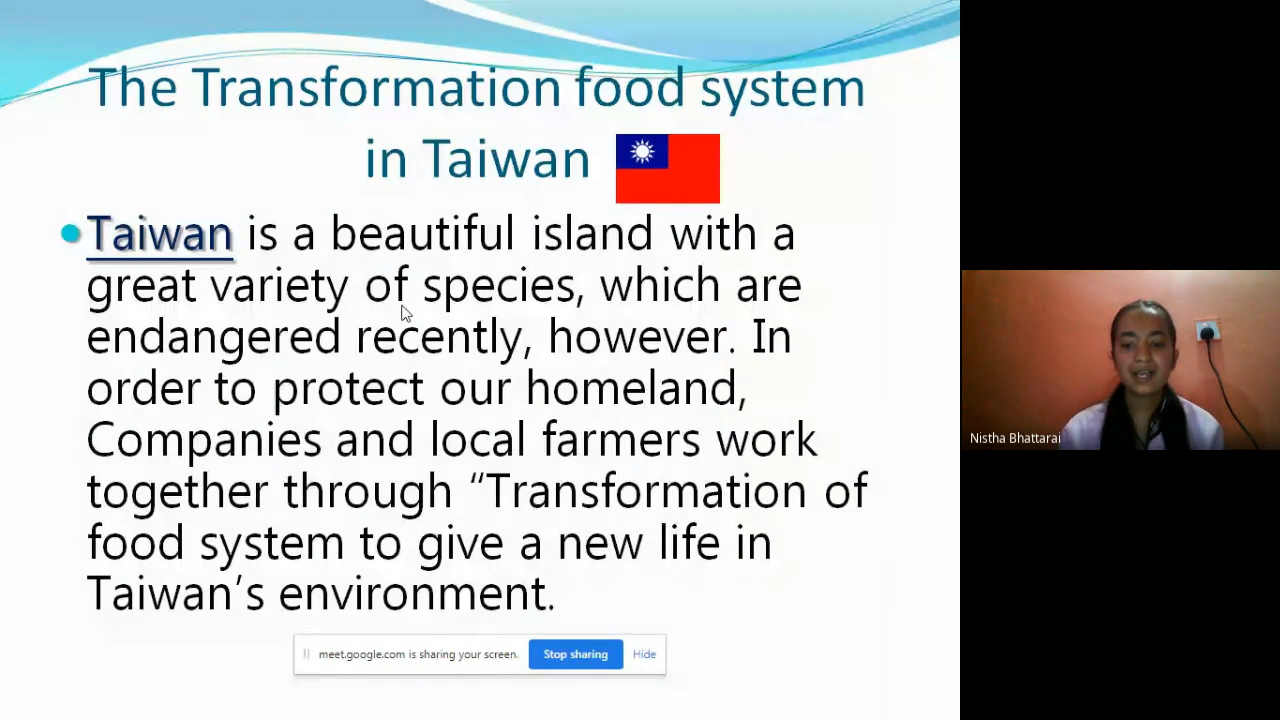 The Transformation food system
in Taiwan
Taiwan is a beautiful island with a
great variety of species, which are
endangered recently, however. In
order to protect our homeland,
Companies and local farmers work
together through “Transformation of
food system to give a new life in
Taiwan’s environment.
meet.google.com is sharing your screen. Stop sharing Hide
Nistha Bhattarai